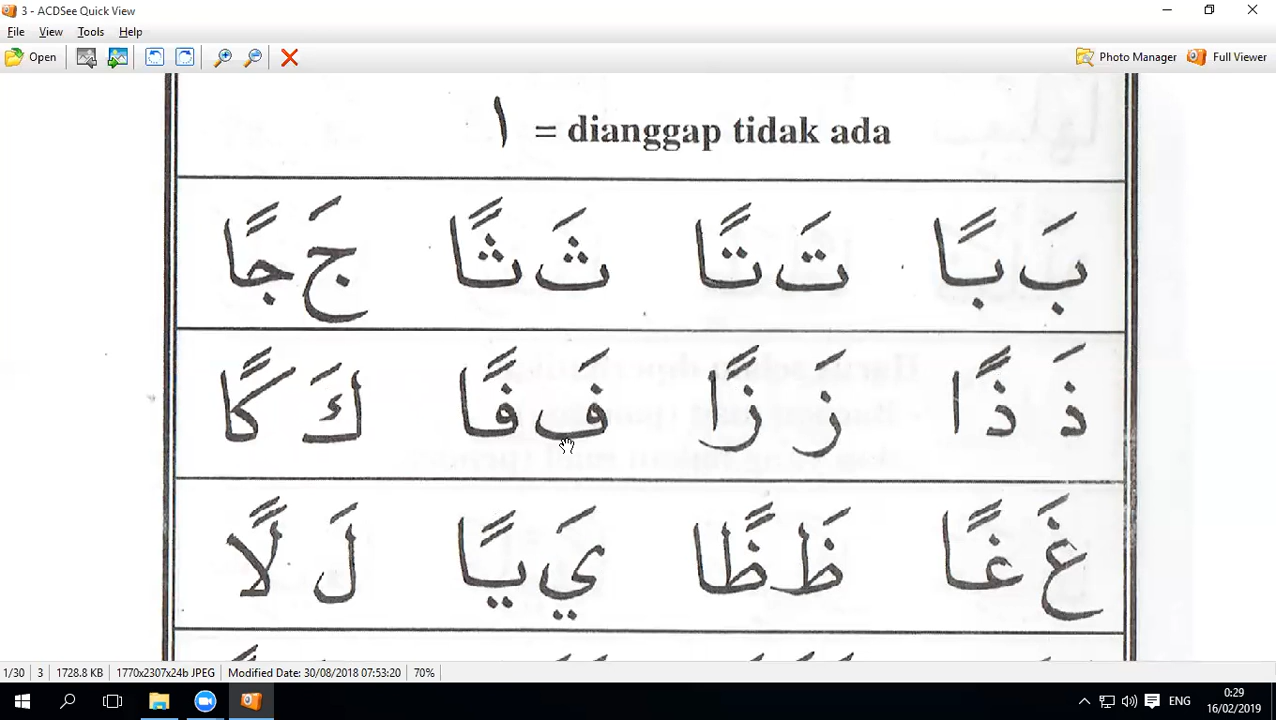 3 - ACDSee Quick View
File View Tools Help
Open Photo Manager Full Viewer
ا = dianggap tidak ada
بَ بًا تَ تًا ثَ ثًا جَ جًا
ذَ ذًا زَ زًا فَ فًا كَ كًا
غَ غًا ظَ ظًا يَ يًا لَ لًا
1/30 3 1728.8 KB 1770x2307x24b JPEG Modified Date: 30/08/2018 07:53:20 70%
ENG 0:29
16/02/2019